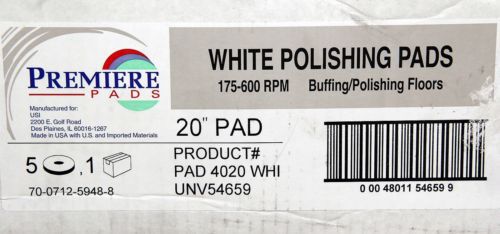 PREMIERE
PADS
Manufactured for:
USI
2200 E. Golf Road
Des Plaines, IL 60016-1267
Made in USA with U.S. and Imported Materials
5 , 1
70-0712-5948-8
WHITE POLISHING PADS
175-600 RPM Buffing/Polishing Floors
20" PAD
PRODUCT#
PAD 4020 WHI
UNV54659
0 00 48011 54659 9